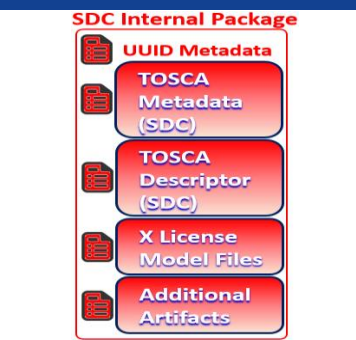 SDC Internal Package
UUID Metadata
TOSCA
Metadata
(SDC)
TOSCA
Descriptor
(SDC)
X License
Model Files
Additional
Artifacts